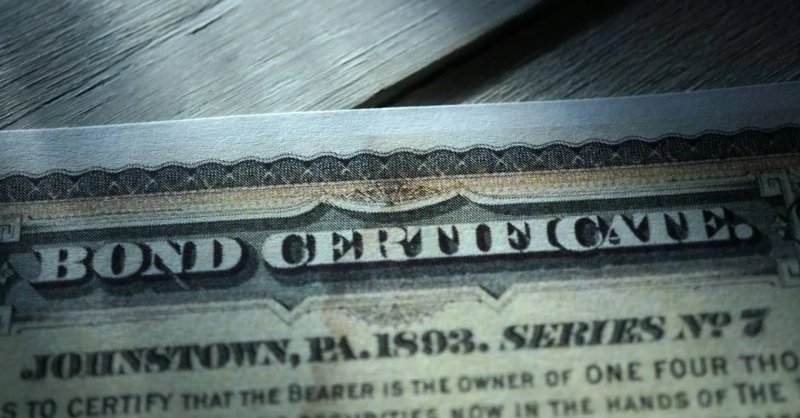 BOND CERTIFICATE.
JOHNSTOWN, PA. 1893. SERIES Nº 7
S TO CERTIFY THAT THE BEARER IS THE OWNER OF ONE FOUR THO
NOW IN THE HANDS OF THE